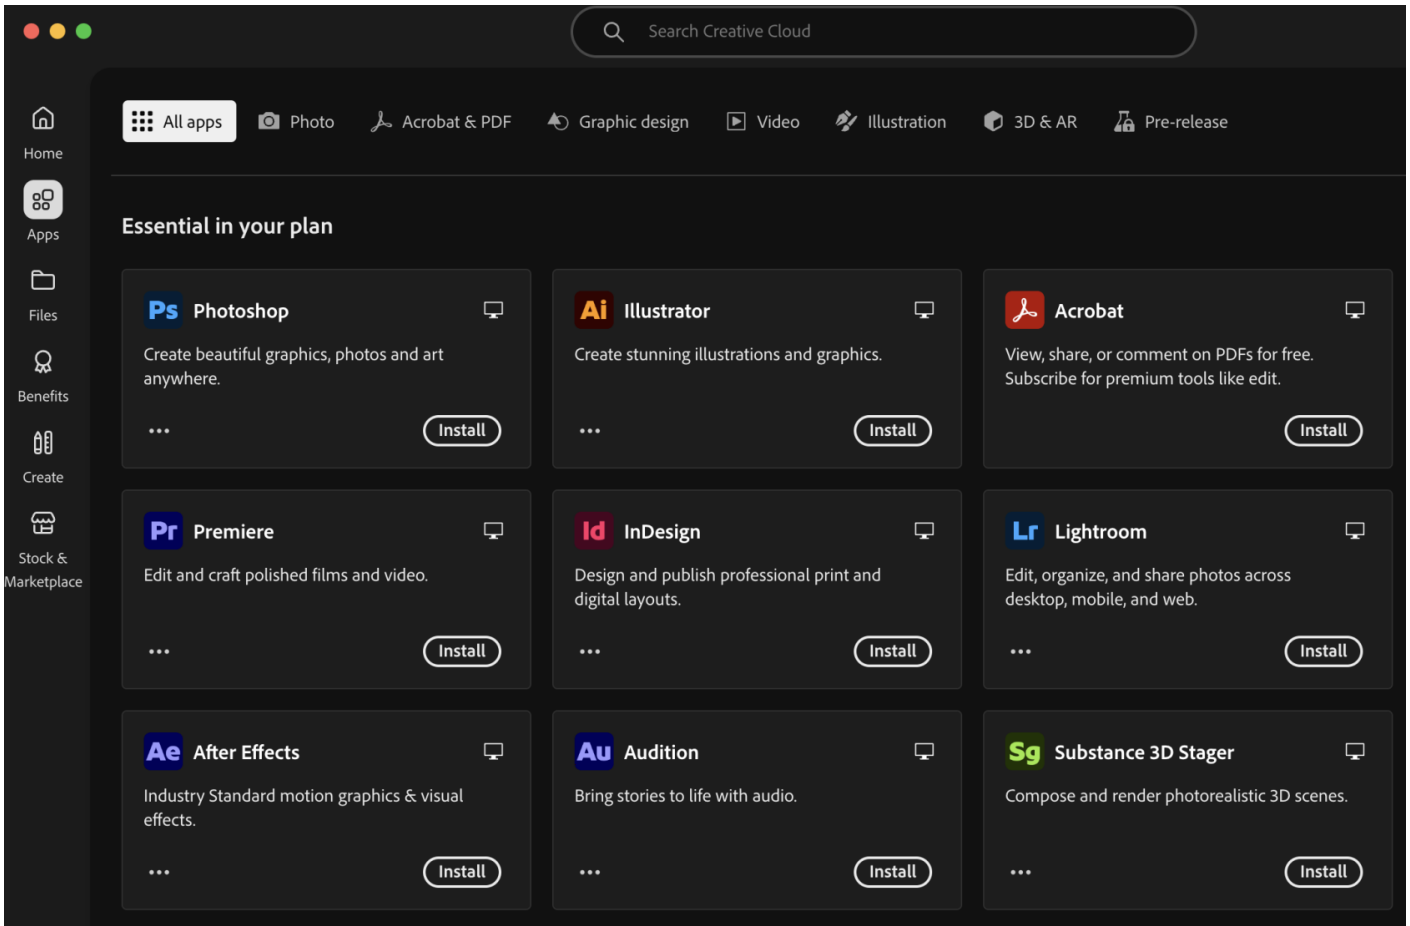 Search Creative Cloud
All apps
Photo
Acrobat & PDF
Graphic design
Video
Illustration
3D & AR
Pre-release
Home
Apps
Files
Benefits
Create
Stock &
Marketplace
Essential in your plan
Ps Photoshop
Create beautiful graphics, photos and art
anywhere.
Install
Ai Illustrator
Create stunning illustrations and graphics.
Install
Acrobat
View, share, or comment on PDFs for free.
Subscribe for premium tools like edit.
Install
Pr Premiere
Edit and craft polished films and video.
Install
Id InDesign
Design and publish professional print and
digital layouts.
Install
Lr Lightroom
Edit, organize, and share photos across
desktop, mobile, and web.
Install
Ae After Effects
Industry Standard motion graphics & visual
effects.
Install
Au Audition
Bring stories to life with audio.
Install
Sg Substance 3D Stager
Compose and render photorealistic 3D scenes.
Install